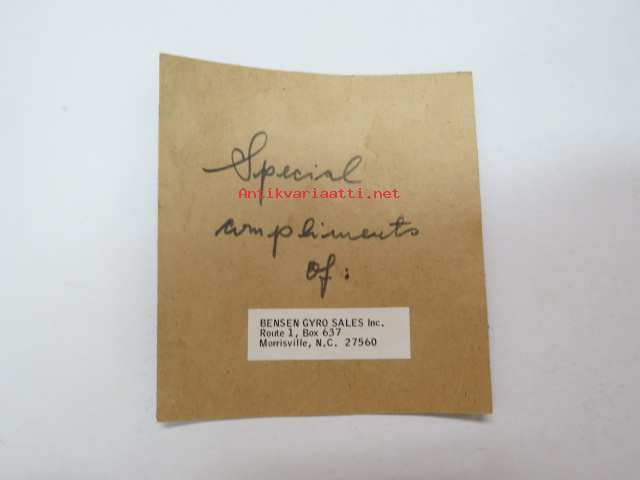 Special
Antikvariaatti.net
compliments
of:
BENSEN GYRO SALES Inc.
Route 1, Box 637
Morrisville, N.C. 27560